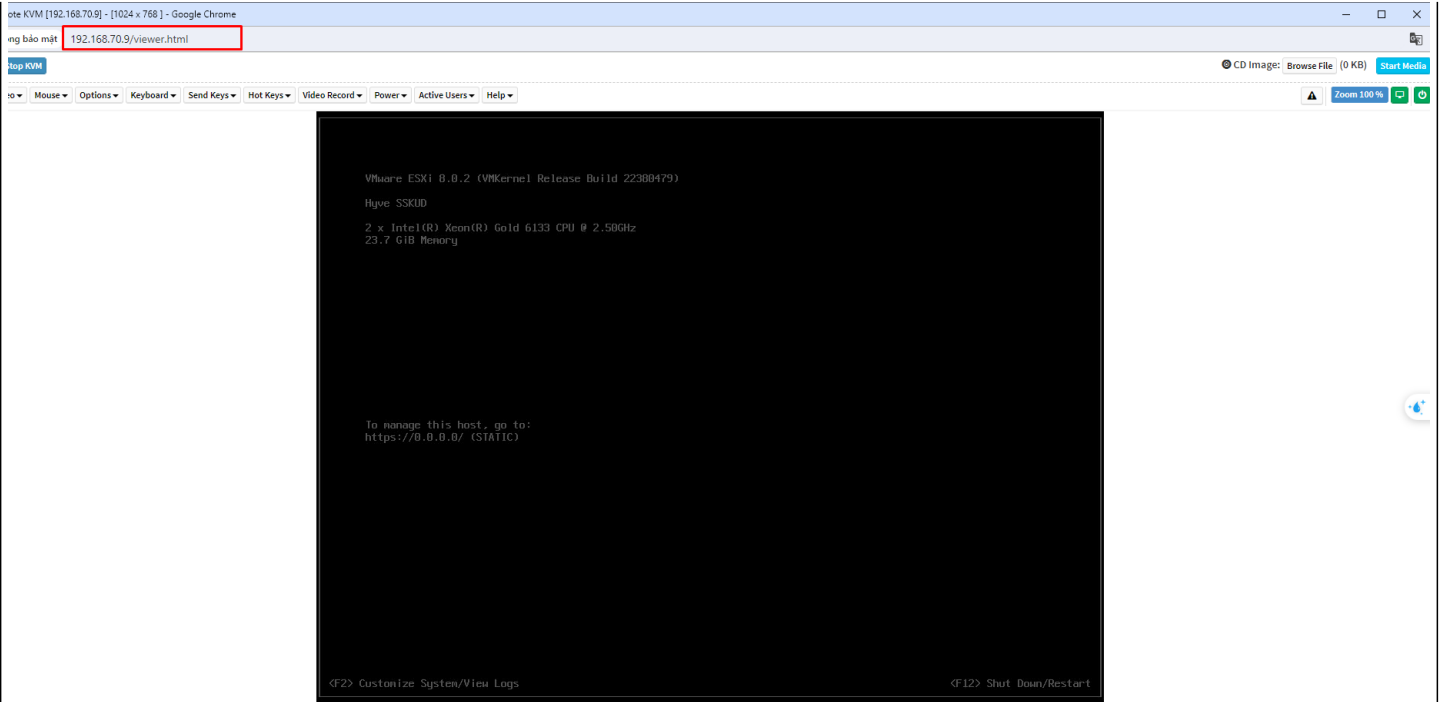 ote KVM [192.168.70.9] - [1024 x 768 ] - Google Chrome
ng bảo mật 192.168.70.9/viewer.html
Stop KVM CD Image: Browse File (0 KB) Start Media
eo Mouse Options Keyboard Send Keys Hot Keys Video Record Power Active Users Help Zoom 100 %
VMware ESXi 8.0.2 (VMKernel Release Build 22380479)
Hyve SSKUD
2 x Intel(R) Xeon(R) Gold 6133 CPU @ 2.50GHz
23.7 GiB Memory
To manage this host, go to:
https://0.0.0.0/ (STATIC)
<F2> Customize System/View Logs <F12> Shut Down/Restart